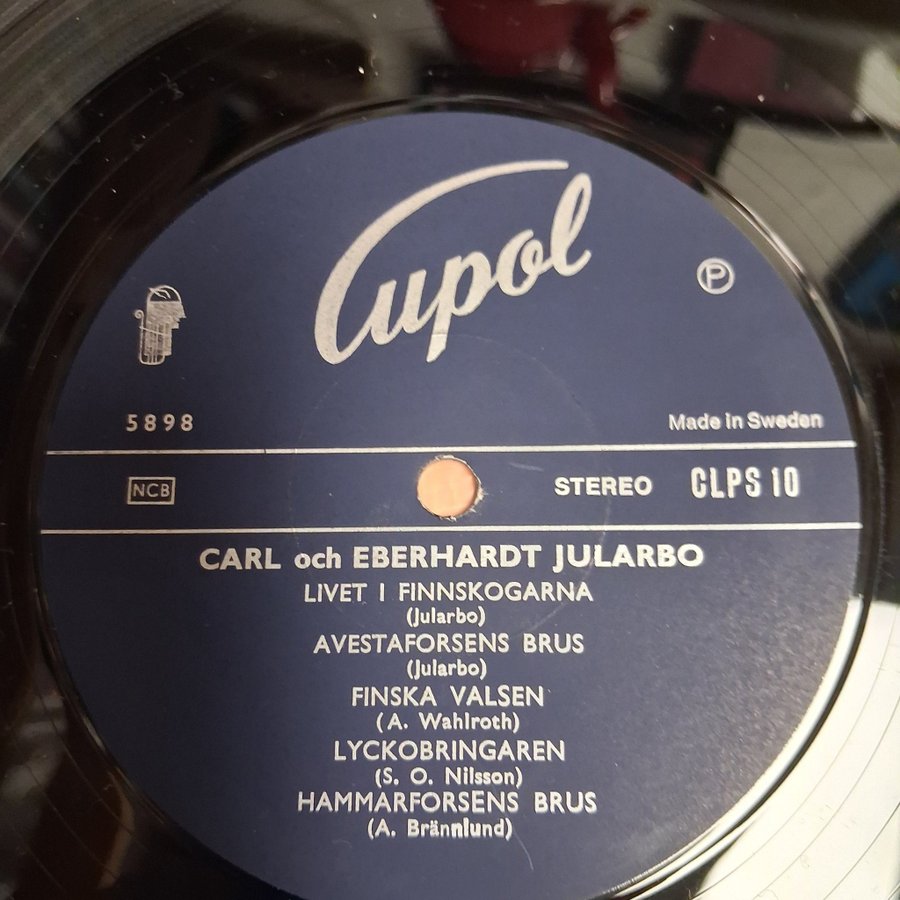 Cupol
℗
5898
Made in Sweden
NCB
STEREO CLPS 10
CARL och EBERHARDT JULARBO
LIVET I FINNSKOGARNA
(Jularbo)
AVESTAFORSENS BRUS
(Jularbo)
FINSKA VALSEN
(A. Wahlroth)
LYCKOBRINGAREN
(S. O. Nilsson)
HAMMARFORSENS BRUS
(A. Brännlund)